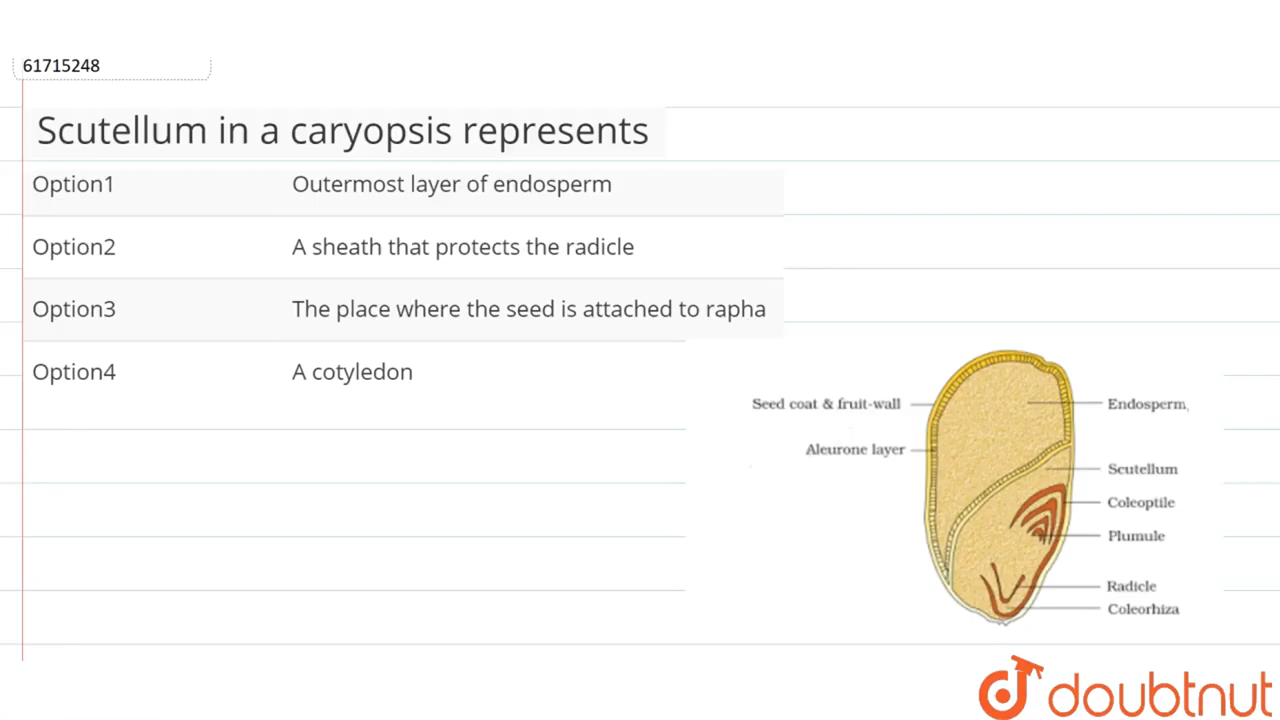 61715248
Scutellum in a caryopsis represents
Option1 Outermost layer of endosperm
Option2 A sheath that protects the radicle
Option3 The place where the seed is attached to rapha
Option4 A cotyledon
Seed coat & fruit-wall
Aleurone layer
Endosperm
Scutellum
Coleoptile
Plumule
Radicle
Coleorhiza
doubtnut